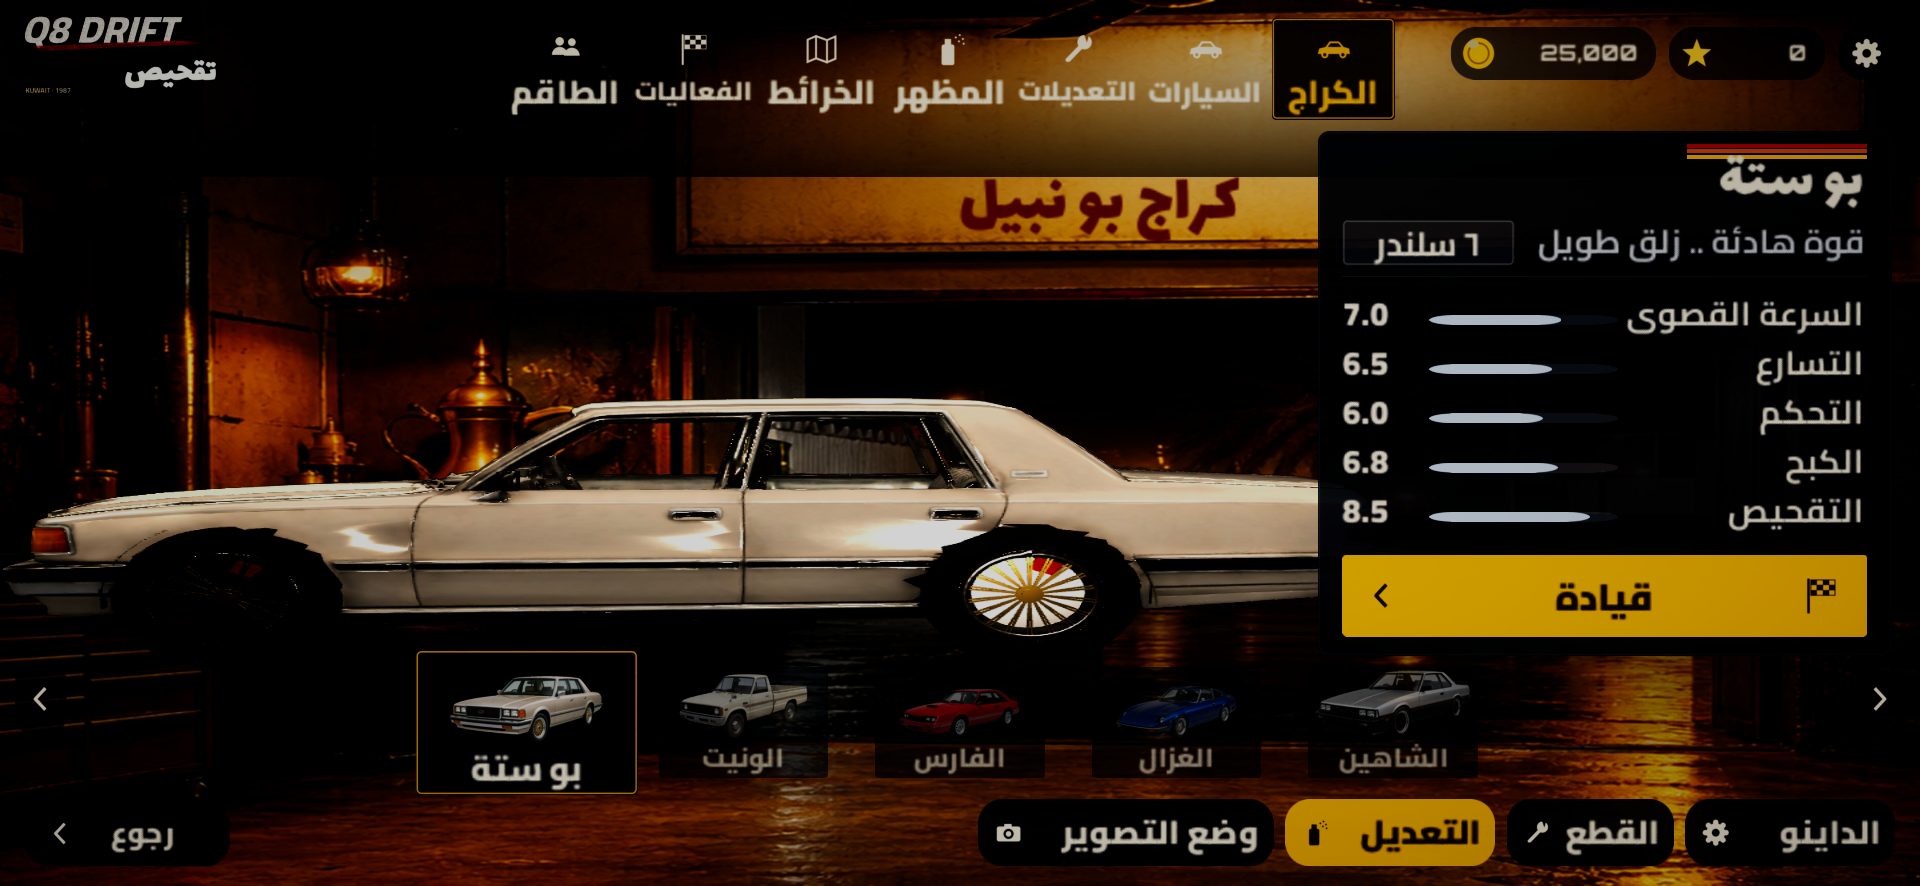 Q8 DRIFT
تقحيص
KUWAIT · 1987
الكراج
السيارات
التعديلات
المظهر
الخرائط
الفعاليات
الطاقم
25,000
0
كراج بو نبيل
بو ستة
قوة هادئة .. زلق طويل
٦ سلندر
السرعة القصوى 7.0
التسارع 6.5
التحكم 6.0
الكبح 6.8
التقحيص 8.5
قيادة
بو ستة
الونيت
الفارس
الغزال
الشاهين
الداينو
القطع
التعديل
وضع التصوير
رجوع